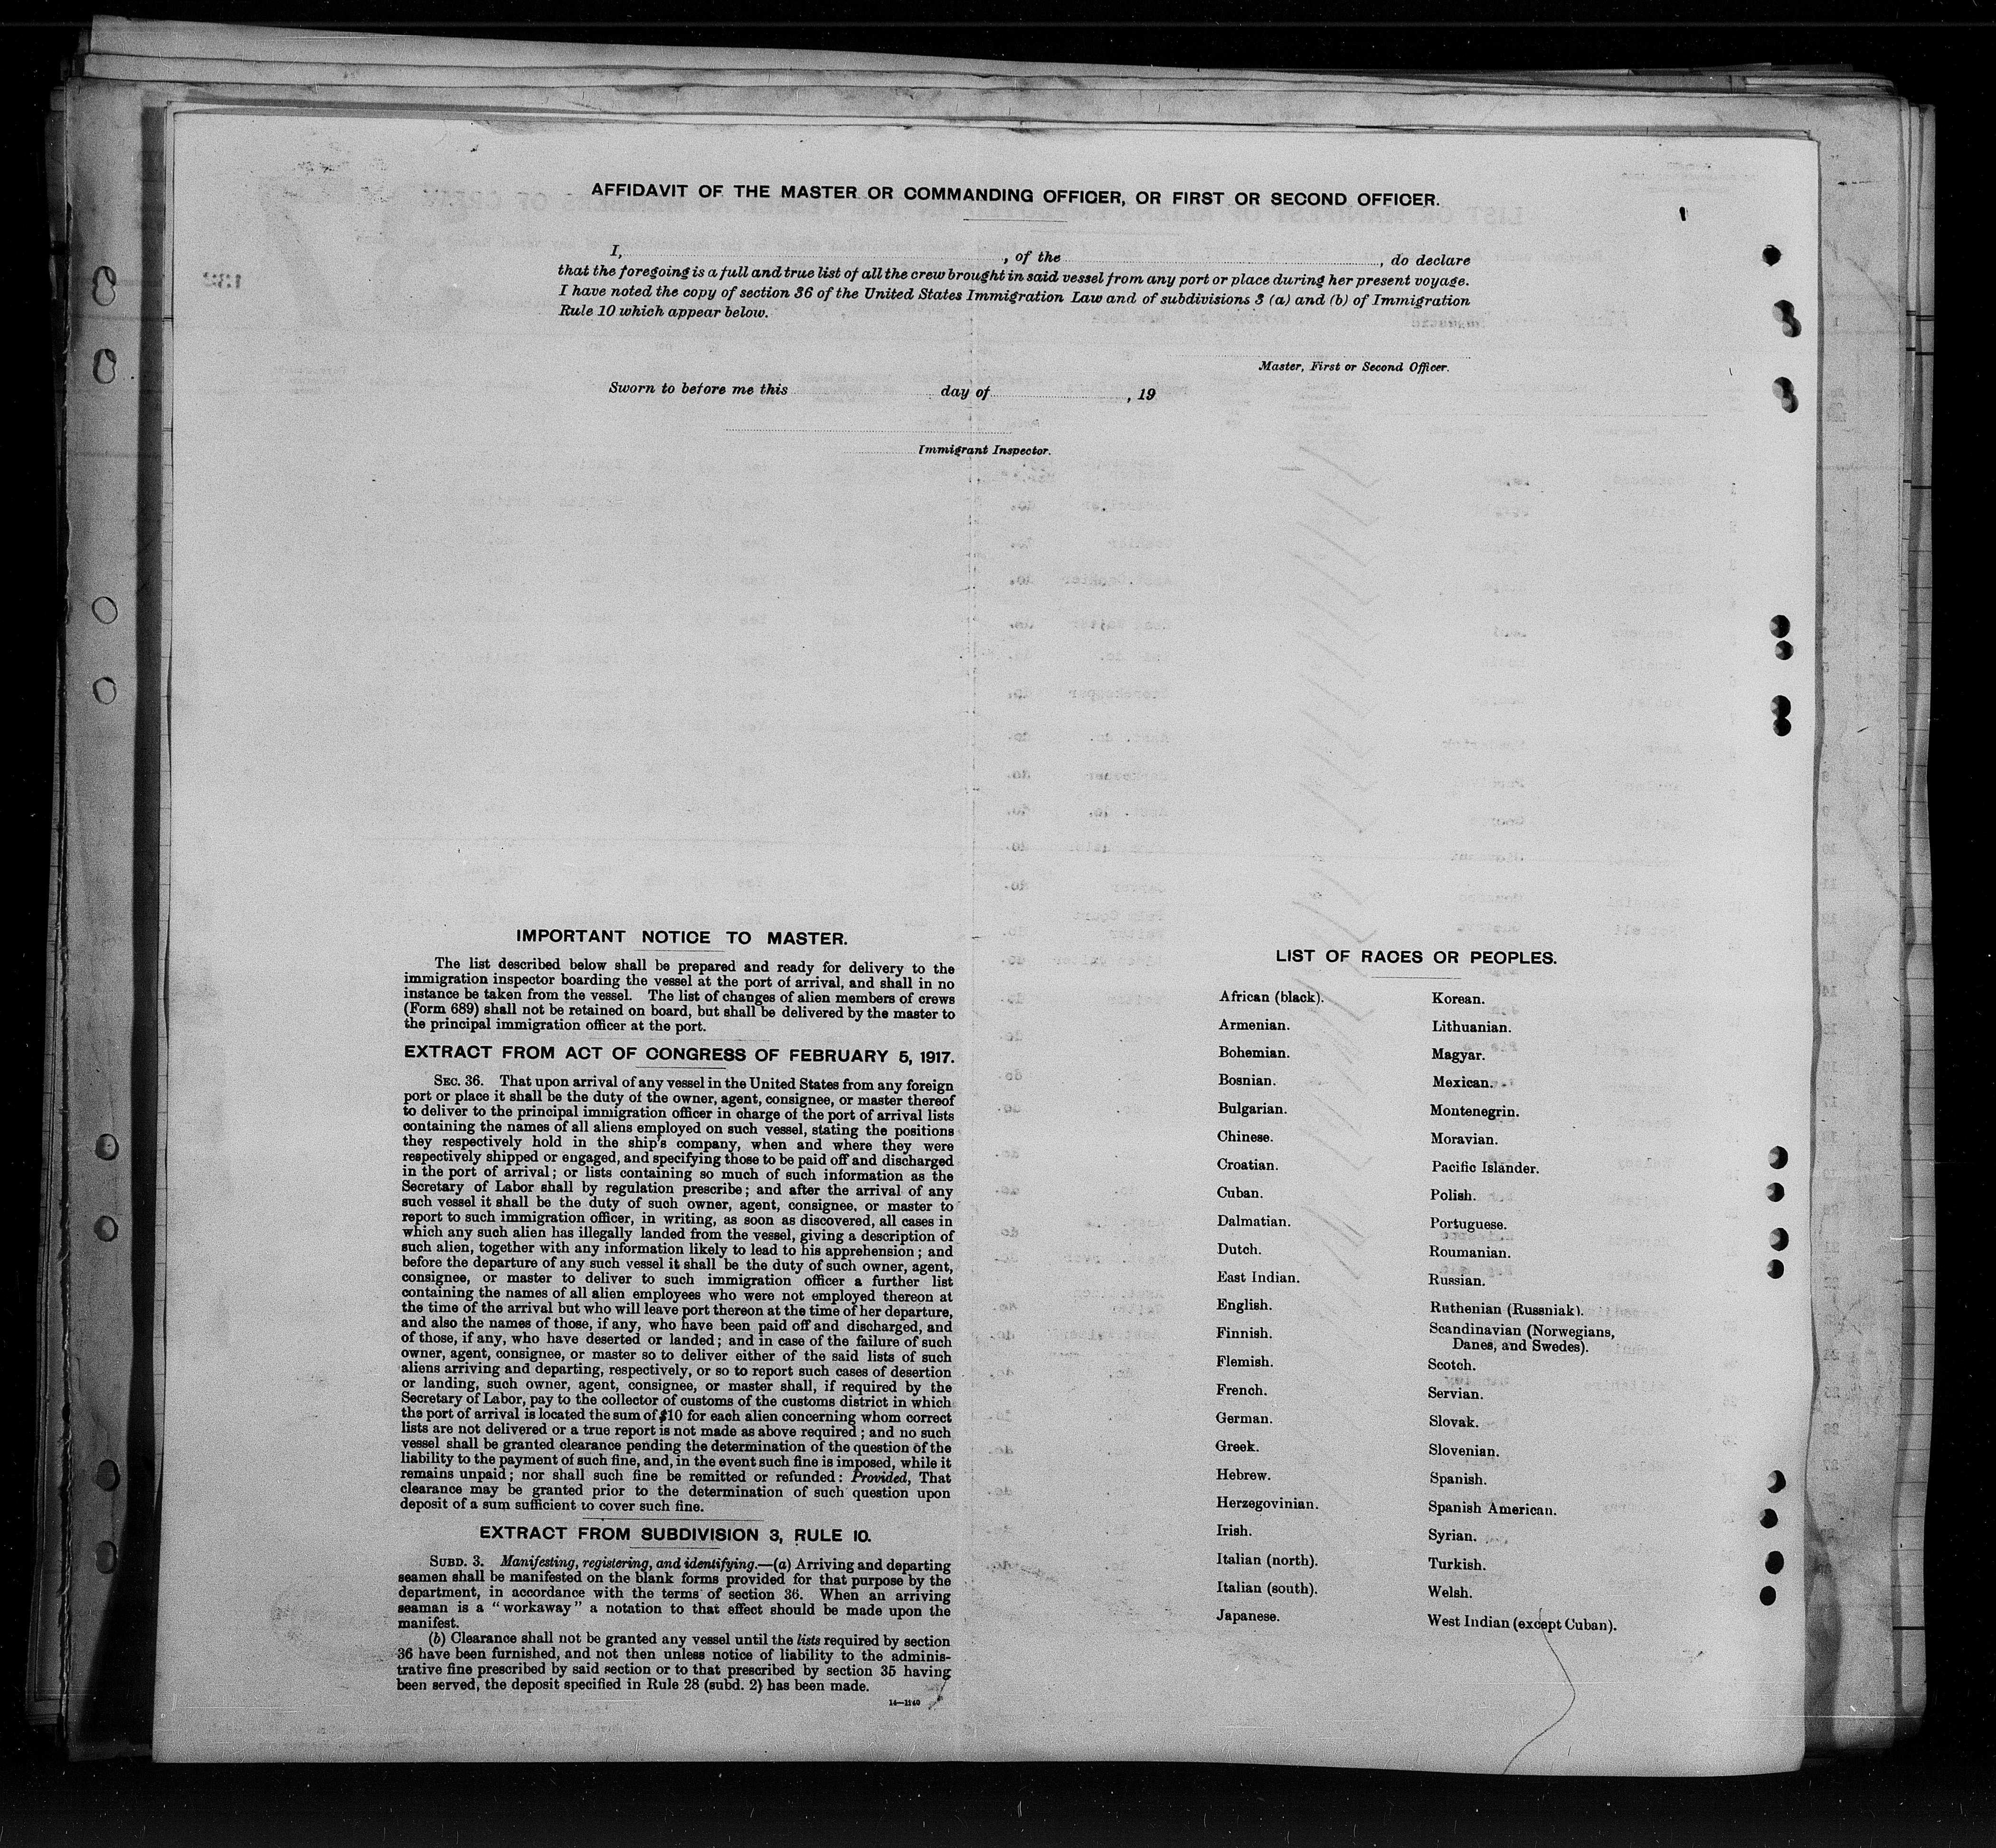 AFFIDAVIT OF THE MASTER OR COMMANDING OFFICER, OR FIRST OR SECOND OFFICER.
I, , of the , do declare
that the foregoing is a full and true list of all the crew brought in said vessel from any port or place during her present voyage.
I have noted the copy of section 36 of the United States Immigration Law and of subdivisions 3 (a) and (b) of Immigration
Rule 10 which appear below.
Master, First or Second Officer.
Sworn to before me this day of , 19
Immigrant Inspector.
IMPORTANT NOTICE TO MASTER.
The list described below shall be prepared and ready for delivery to the
immigration inspector boarding the vessel at the port of arrival, and shall in no
instance be taken from the vessel. The list of changes of alien members of crews
(Form 689) shall not be retained on board, but shall be delivered by the master to
the principal immigration officer at the port.
EXTRACT FROM ACT OF CONGRESS OF FEBRUARY 5, 1917.
SEC. 36. That upon arrival of any vessel in the United States from any foreign
port or place it shall be the duty of the owner, agent, consignee, or master thereof
to deliver to the principal immigration officer in charge of the port of arrival lists
containing the names of all aliens employed on such vessel, stating the positions
they respectively hold in the ship's company, when and where they were
respectively shipped or engaged, and specifying those to be paid off and discharged
in the port of arrival; or lists containing so much of such information as the
Secretary of Labor shall by regulation prescribe; and after the arrival of any
such vessel it shall be the duty of such owner, agent, consignee, or master to
report to such immigration officer, in writing, as soon as discovered, all cases in
which any such alien has illegally landed from the vessel, giving a description of
such alien, together with any information likely to lead to his apprehension; and
before the departure of any such vessel it shall be the duty of such owner, agent,
consignee, or master to deliver to such immigration officer a further list
containing the names of all alien employees who were not employed thereon at
the time of the arrival but who will leave port thereon at the time of her departure,
and also the names of those, if any, who have been paid off and discharged, and
of those, if any, who have deserted or landed; and in case of the failure of such
owner, agent, consignee, or master so to deliver either of the said lists of such
aliens arriving and departing, respectively, or so to report such cases of desertion
or landing, such owner, agent, consignee, or master shall, if required by the
Secretary of Labor, pay to the collector of customs of the customs district in which
the port of arrival is located the sum of $10 for each alien concerning whom correct
lists are not delivered or a true report is not made as above required; and no such
vessel shall be granted clearance pending the determination of the question of the
liability to the payment of such fine, and, in the event such fine is imposed, while it
remains unpaid; nor shall such fine be remitted or refunded: Provided, That
clearance may be granted prior to the determination of such question upon
deposit of a sum sufficient to cover such fine.
EXTRACT FROM SUBDIVISION 3, RULE 10.
SUBD. 3. Manifesting, registering, and identifying.—(a) Arriving and departing
seamen shall be manifested on the blank forms provided for that purpose by the
department, in accordance with the terms of section 36. When an arriving
seaman is a "workaway" a notation to that effect should be made upon the
manifest.
(b) Clearance shall not be granted any vessel until the lists required by section
36 have been furnished, and not then unless notice of liability to the adminis-
trative fine prescribed by said section or to that prescribed by section 35 having
been served, the deposit specified in Rule 28 (subd. 2) has been made.
14—1240
LIST OF RACES OR PEOPLES.
African (black).
Armenian.
Bohemian.
Bosnian.
Bulgarian.
Chinese.
Croatian.
Cuban.
Dalmatian.
Dutch.
East Indian.
English.
Finnish.
Flemish.
French.
German.
Greek.
Hebrew.
Herzegovinian.
Irish.
Italian (north).
Italian (south).
Japanese.
Korean.
Lithuanian.
Magyar.
Mexican.
Montenegrin.
Moravian.
Pacific Islander.
Polish.
Portuguese.
Roumanian.
Russian.
Ruthenian (Russniak).
Scandinavian (Norwegians,
Danes, and Swedes).
Scotch.
Servian.
Slovak.
Slovenian.
Spanish.
Spanish American.
Syrian.
Turkish.
Welsh.
West Indian (except Cuban).